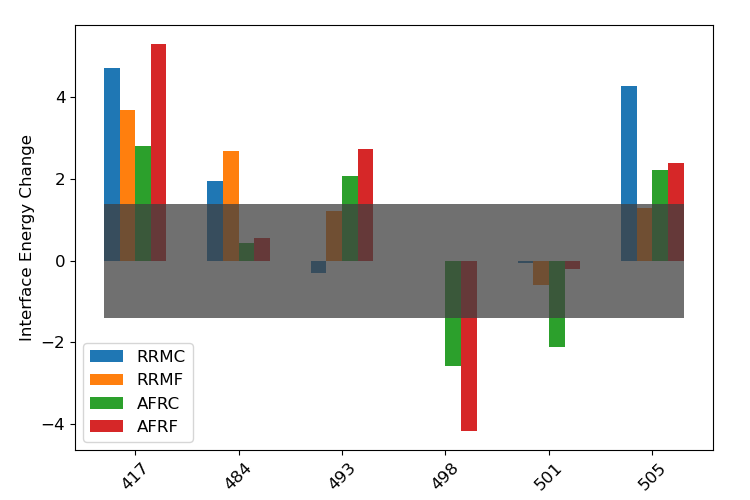 Interface Energy Change
4
2
0
−2
−4
RRMC
RRMF
AFRC
AFRF
417
484
493
498
501
505